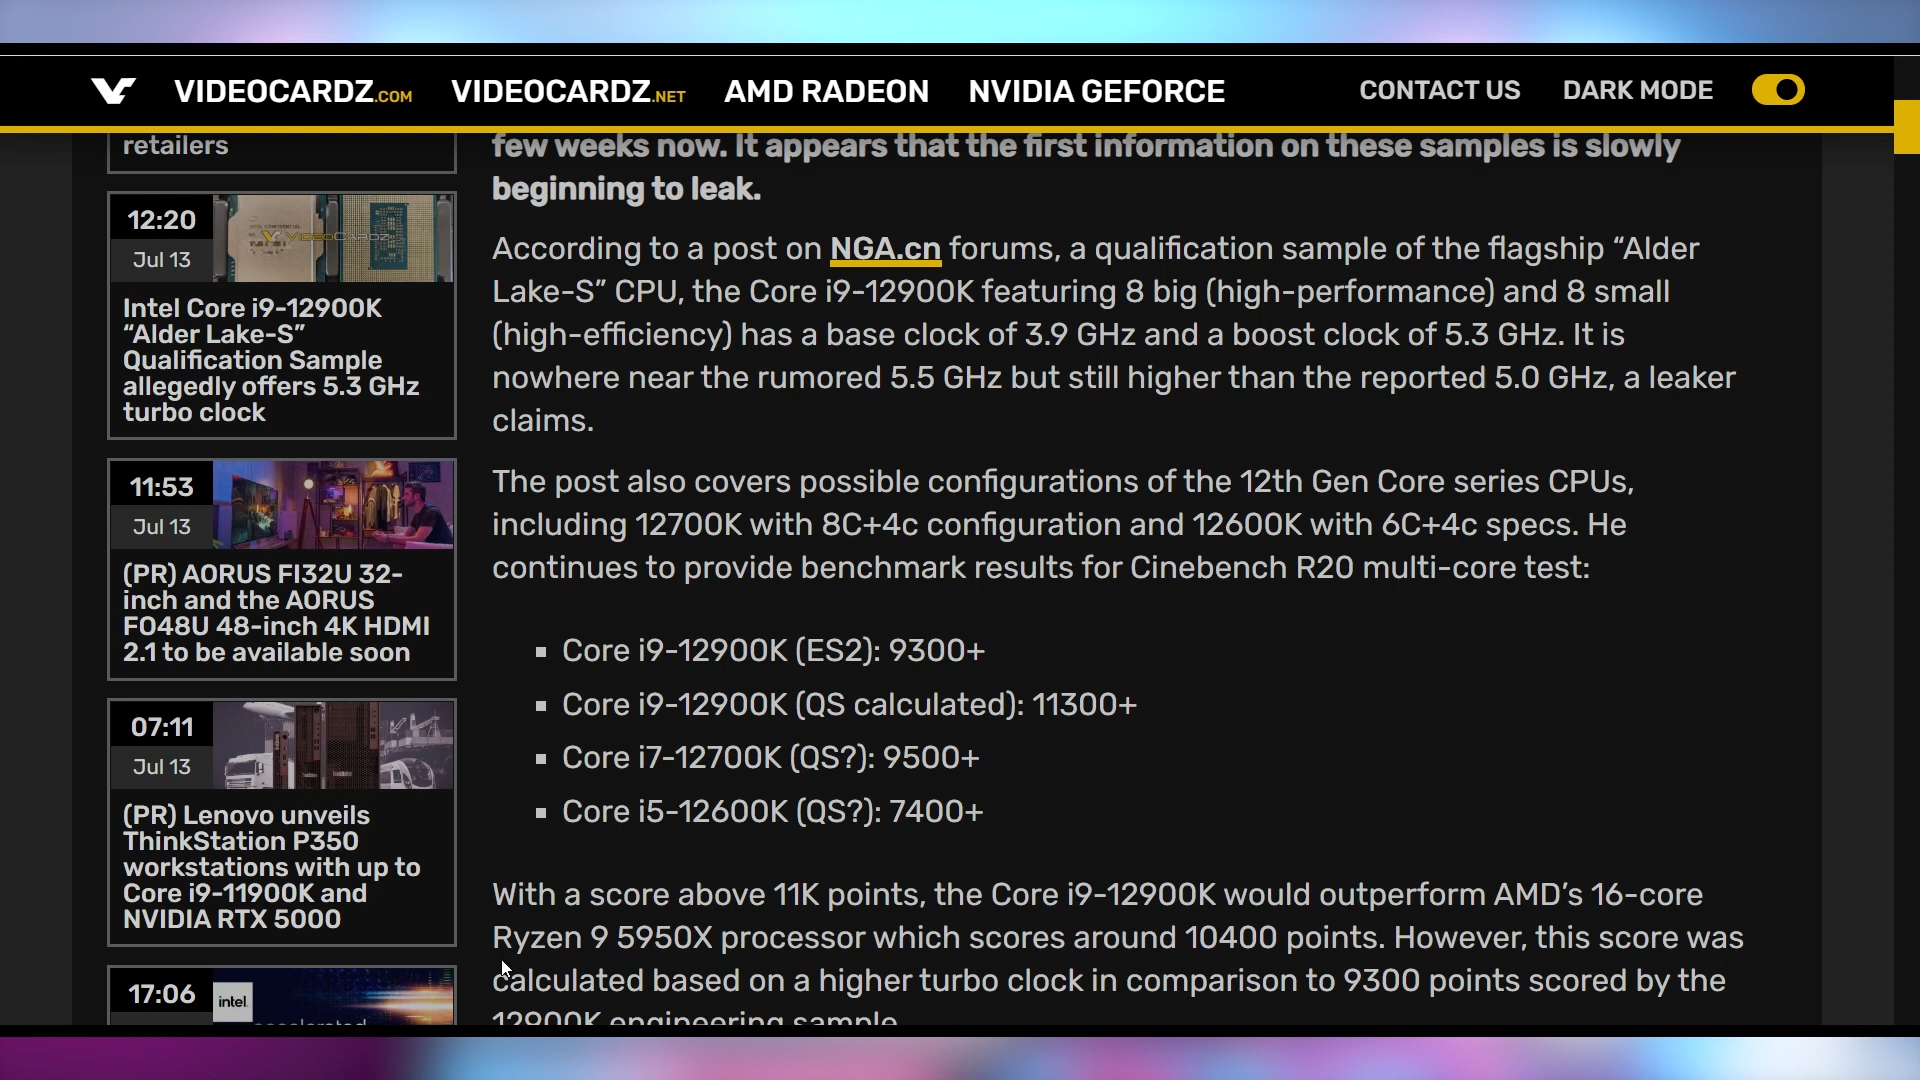 VIDEOCARDZ.COM VIDEOCARDZ.NET AMD RADEON NVIDIA GEFORCE CONTACT US DARK MODE
retailers
12:20
Jul 13
Intel Core i9-12900K
“Alder Lake-S”
Qualification Sample
allegedly offers 5.3 GHz
turbo clock
11:53
Jul 13
(PR) AORUS FI32U 32-
inch and the AORUS
FO48U 48-inch 4K HDMI
2.1 to be available soon
07:11
Jul 13
(PR) Lenovo unveils
ThinkStation P350
workstations with up to
Core i9-11900K and
NVIDIA RTX 5000
17:06
intel
few weeks now. It appears that the first information on these samples is slowly
beginning to leak.
According to a post on NGA.cn forums, a qualification sample of the flagship “Alder
Lake-S” CPU, the Core i9-12900K featuring 8 big (high-performance) and 8 small
(high-efficiency) has a base clock of 3.9 GHz and a boost clock of 5.3 GHz. It is
nowhere near the rumored 5.5 GHz but still higher than the reported 5.0 GHz, a leaker
claims.
The post also covers possible configurations of the 12th Gen Core series CPUs,
including 12700K with 8C+4c configuration and 12600K with 6C+4c specs. He
continues to provide benchmark results for Cinebench R20 multi-core test:
Core i9-12900K (ES2): 9300+
Core i9-12900K (QS calculated): 11300+
Core i7-12700K (QS?): 9500+
Core i5-12600K (QS?): 7400+
With a score above 11K points, the Core i9-12900K would outperform AMD’s 16-core
Ryzen 9 5950X processor which scores around 10400 points. However, this score was
calculated based on a higher turbo clock in comparison to 9300 points scored by the
12900K engineering sample